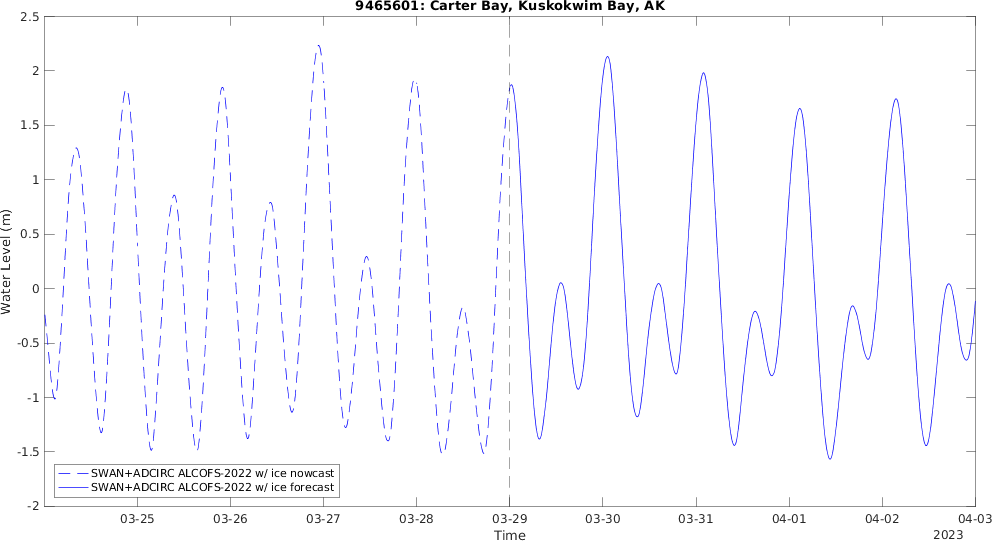 9465601: Carter Bay, Kuskokwim Bay, AK
2.5
2
1.5
1
0.5
0
-0.5
-1
-1.5
-2
Water Level (m)
SWAN+ADCIRC ALCOFS-2022 w/ ice nowcast
SWAN+ADCIRC ALCOFS-2022 w/ ice forecast
03-25 03-26 03-27 03-28 03-29 03-30 03-31 04-01 04-02 04-03
Time
2023